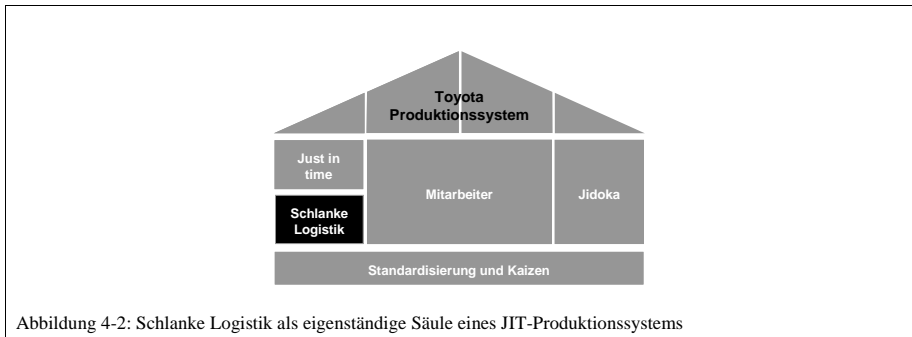 Toyota
Produktionssystem
Just in
time
Mitarbeiter
Jidoka
Schlanke
Logistik
Standardisierung und Kaizen
Abbildung 4-2: Schlanke Logistik als eigenständige Säule eines JIT-Produktionssystems